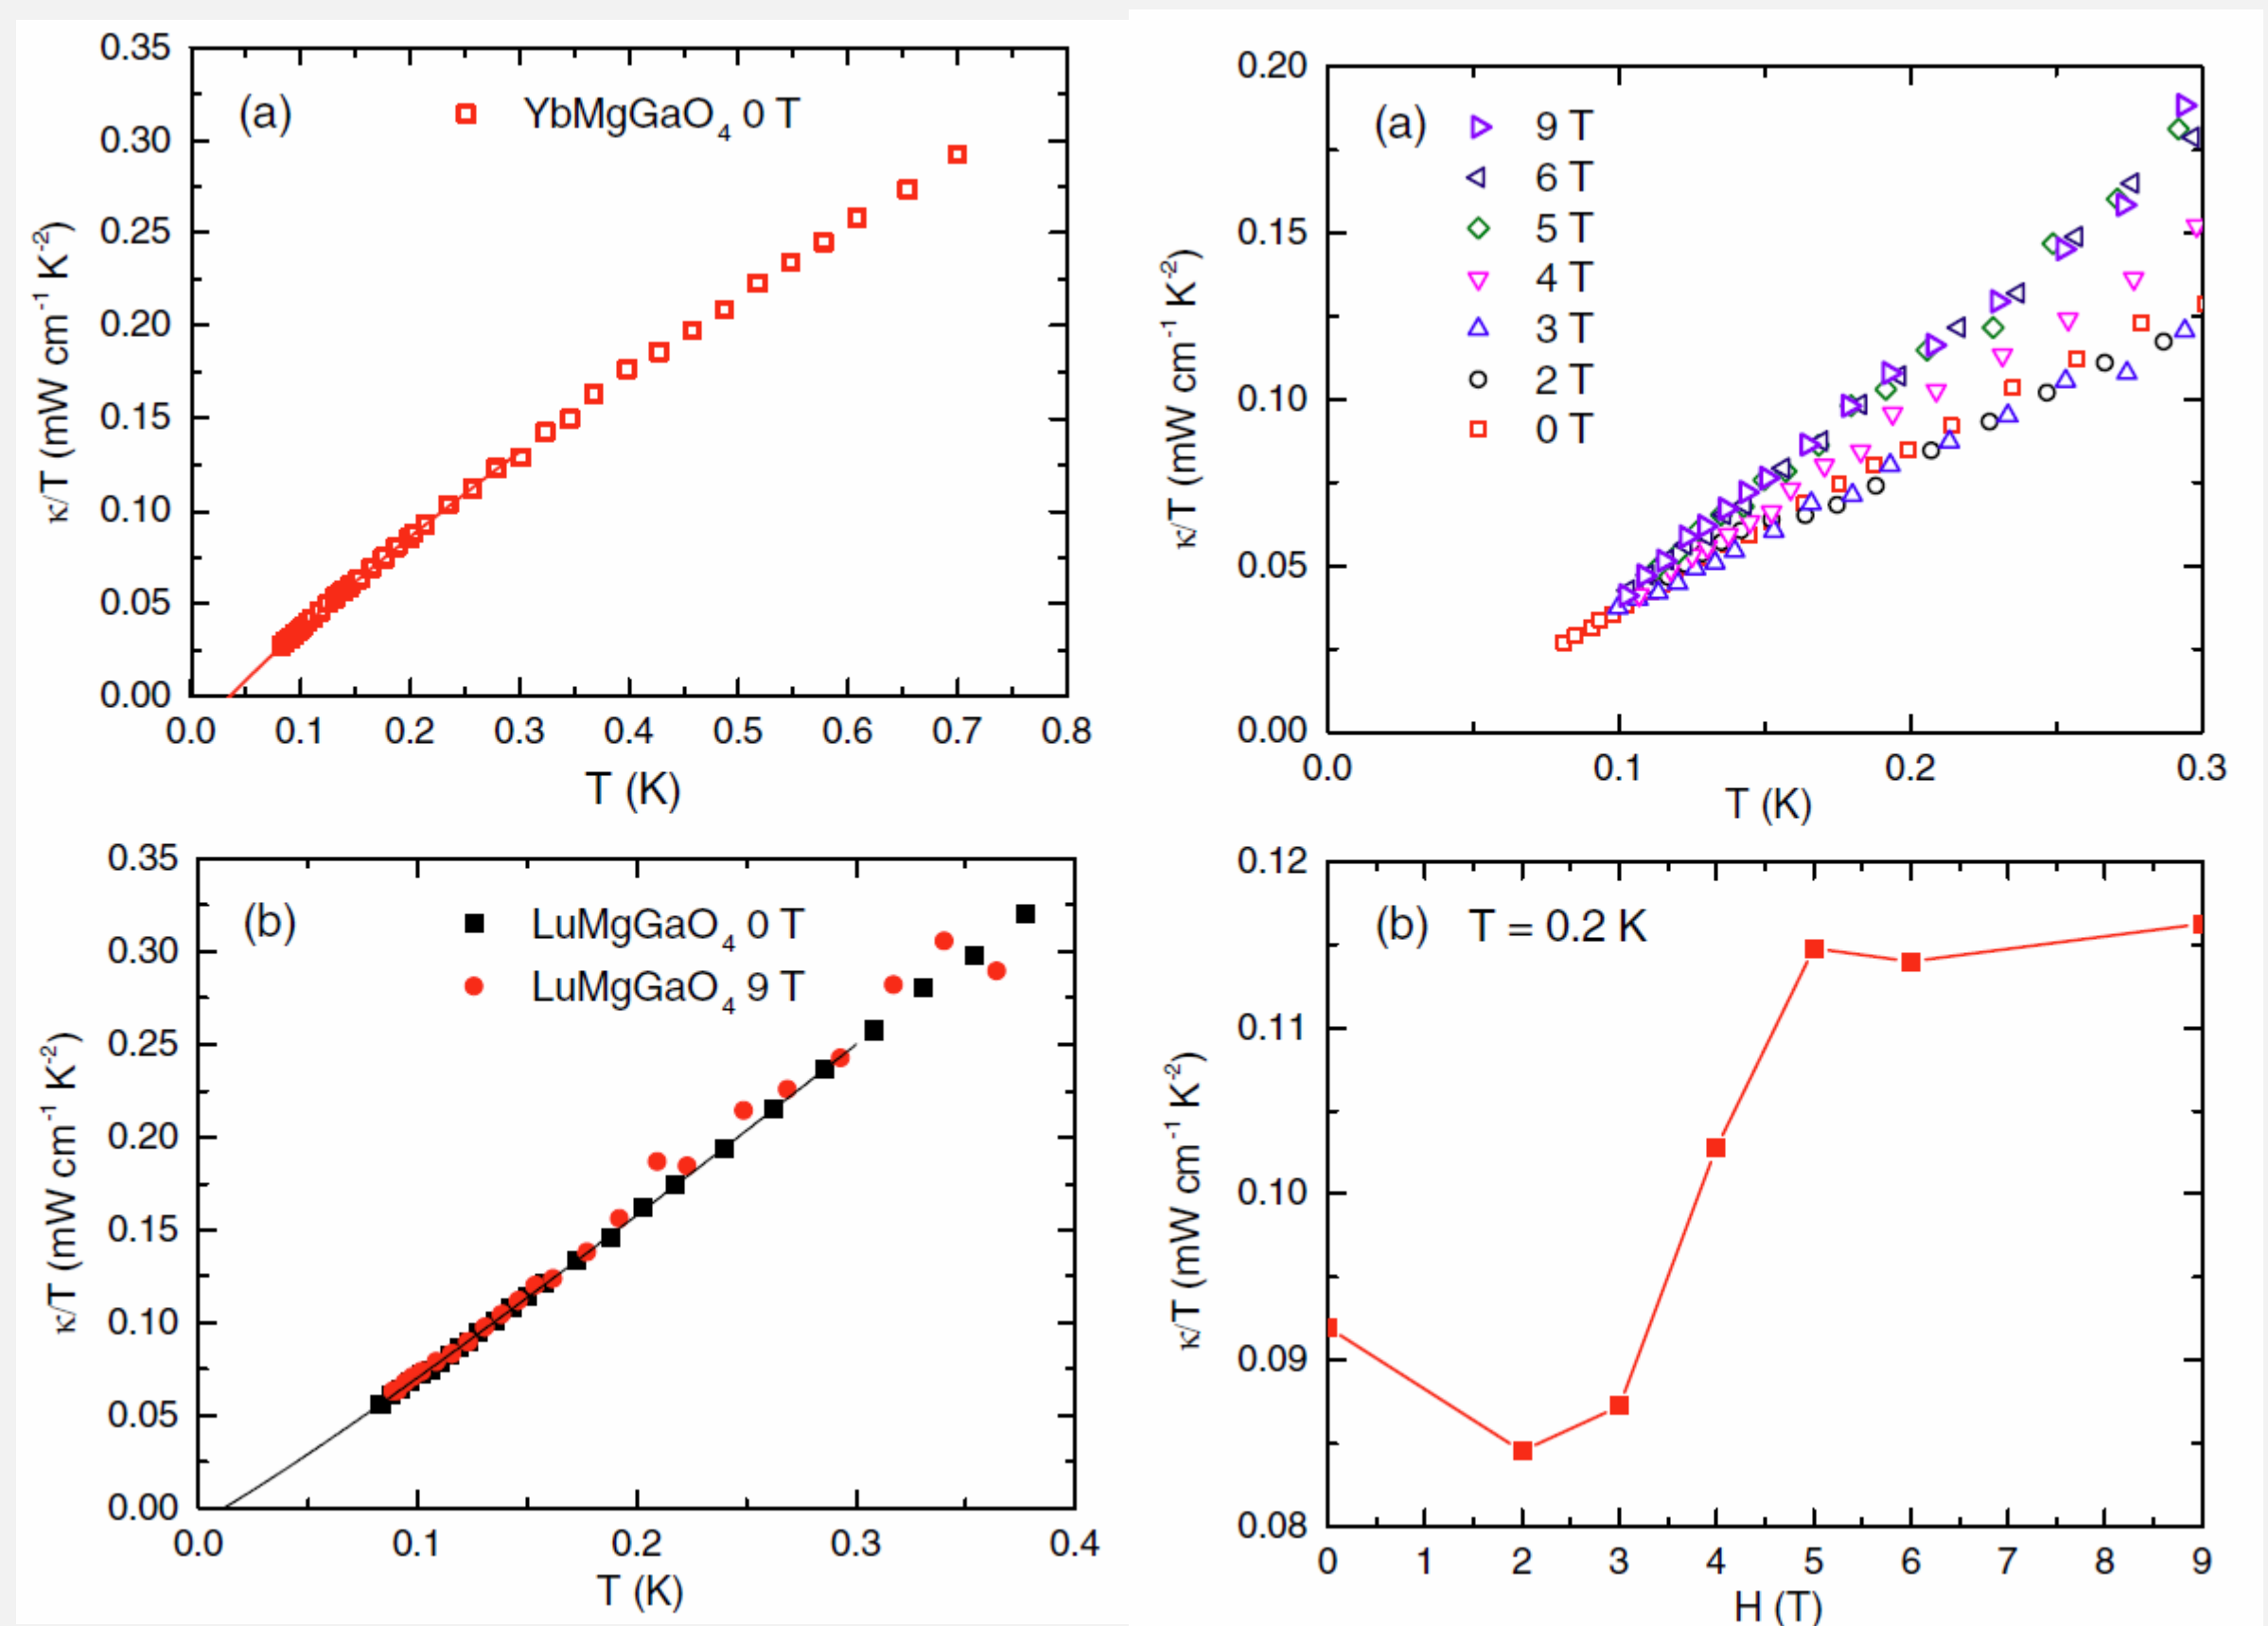 0.35
0.30
0.25
0.20
0.15
0.10
0.05
0.00
κ/T (mW cm⁻¹ K⁻²)
(a)
YbMgGaO₄ 0 T
0.0 0.1 0.2 0.3 0.4 0.5 0.6 0.7 0.8
T (K)
0.35
0.30
0.25
0.20
0.15
0.10
0.05
0.00
κ/T (mW cm⁻¹ K⁻²)
(b)
LuMgGaO₄ 0 T
LuMgGaO₄ 9 T
0.0 0.1 0.2 0.3 0.4
T (K)
0.20
0.15
0.10
0.05
0.00
κ/T (mW cm⁻¹ K⁻²)
(a)
9 T
6 T
5 T
4 T
3 T
2 T
0 T
0.0 0.1 0.2 0.3
T (K)
0.12
0.11
0.10
0.09
0.08
κ/T (mW cm⁻¹ K⁻²)
(b) T = 0.2 K
0 1 2 3 4 5 6 7 8 9
H (T)